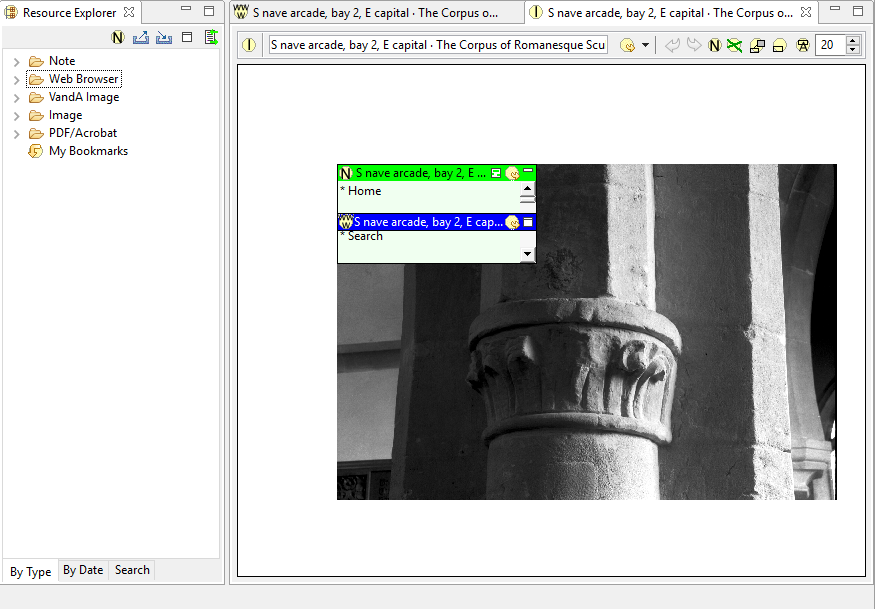 Resource Explorer
S nave arcade, bay 2, E capital · The Corpus o...
S nave arcade, bay 2, E capital · The Corpus o...
S nave arcade, bay 2, E capital · The Corpus of Romanesque Scu
20
Note
Web Browser
VandA Image
Image
PDF/Acrobat
My Bookmarks
S nave arcade, bay 2, E ...
* Home
S nave arcade, bay 2, E cap...
* Search
By Type
By Date
Search